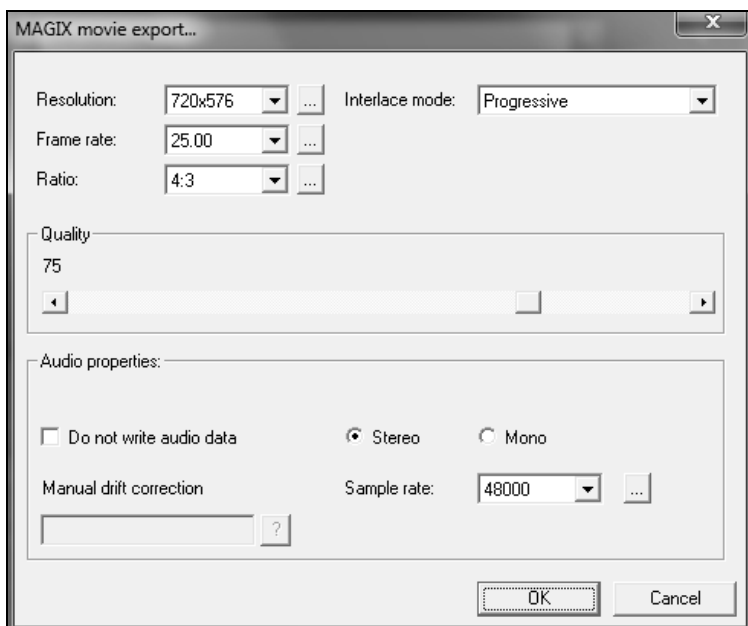 MAGIX movie export...
Resolution: 720x576 ... Interlace mode: Progressive
Frame rate: 25.00 ...
Ratio: 4:3 ...
Quality
75
Audio properties:
Do not write audio data Stereo Mono
Manual drift correction Sample rate: 48000 ...
?
OK Cancel